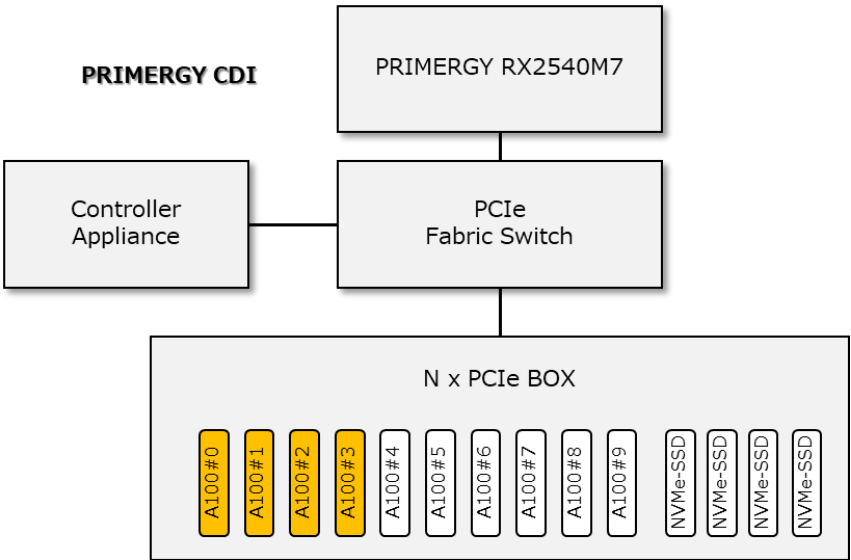 PRIMERGY CDI
PRIMERGY RX2540M7
Controller
Appliance
PCIe
Fabric Switch
N x PCIe BOX
A100#0
A100#1
A100#2
A100#3
A100#4
A100#5
A100#6
A100#7
A100#8
A100#9
NVMe-SSD
NVMe-SSD
NVMe-SSD
NVMe-SSD